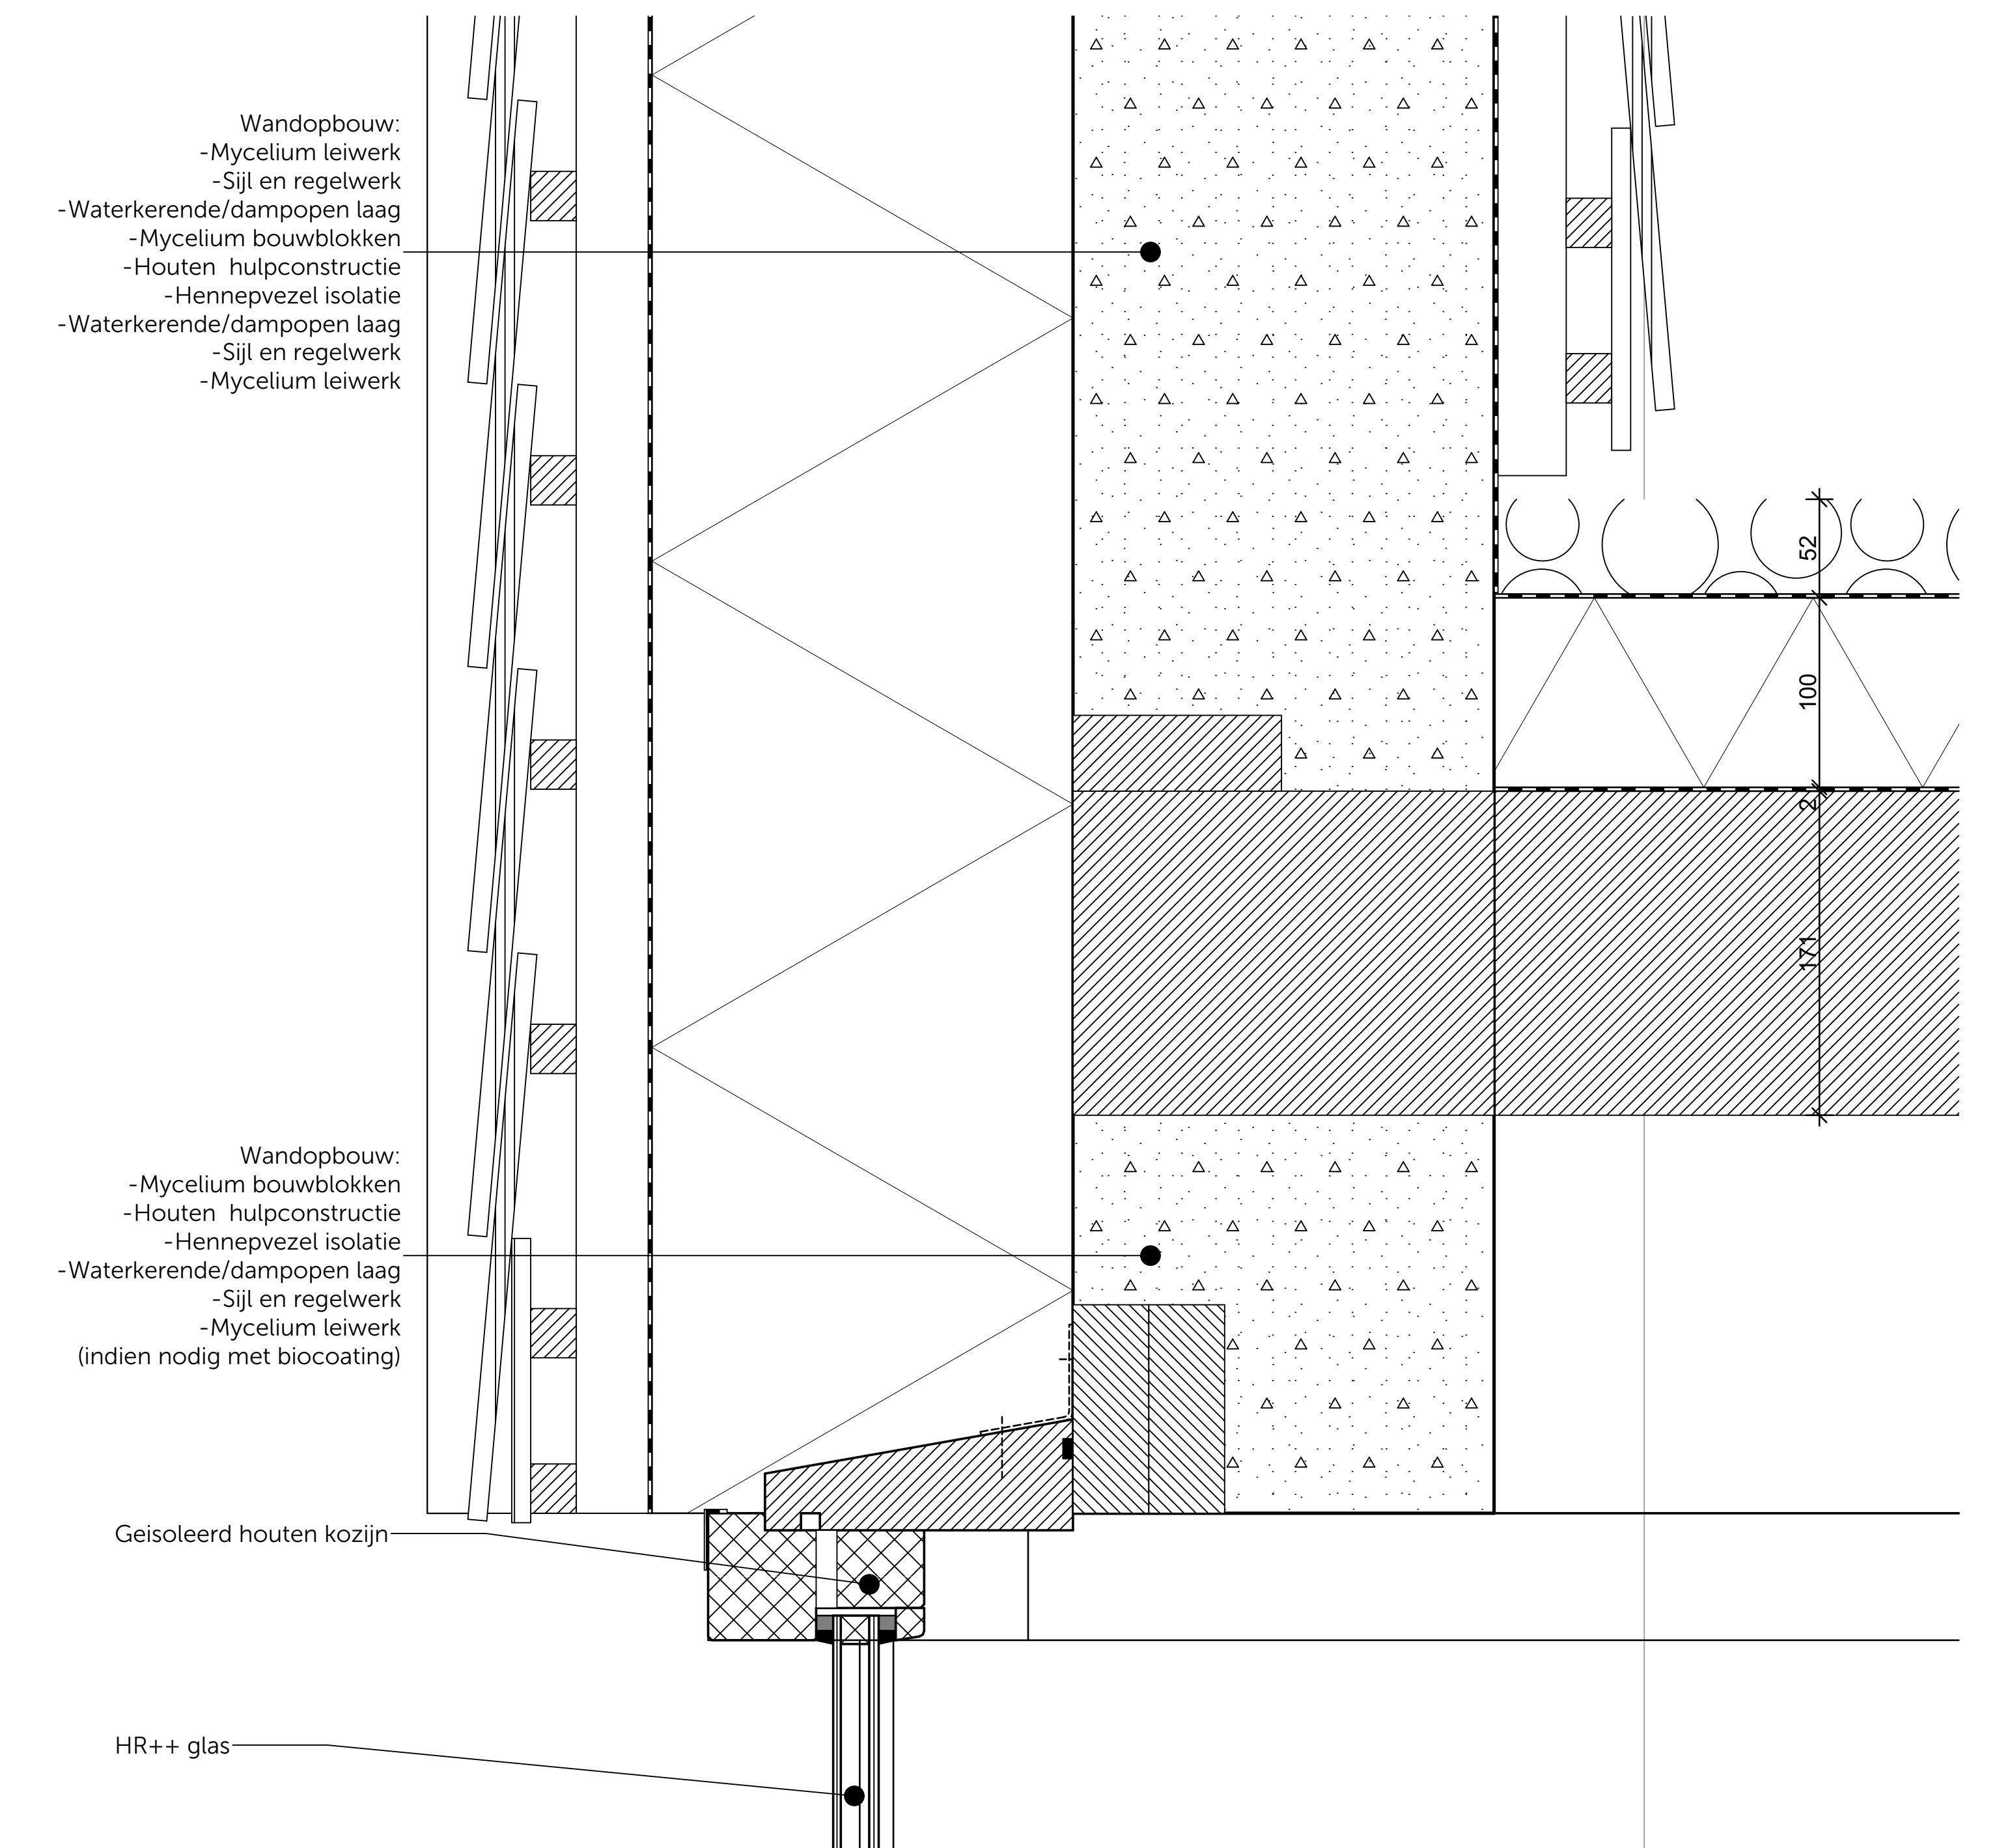 Wandopbouw:
-Mycelium leiwerk
-Sijl en regelwerk
-Waterkerende/dampopen laag
-Mycelium bouwblokken
-Houten  hulpconstructie
-Hennepvezel isolatie
-Waterkerende/dampopen laag
-Sijl en regelwerk
-Mycelium leiwerk
52
100
2
171
Wandopbouw:
-Mycelium bouwblokken
-Houten  hulpconstructie
-Hennepvezel isolatie
-Waterkerende/dampopen laag
-Sijl en regelwerk
-Mycelium leiwerk
(indien nodig met biocoating)
Geisoleerd houten kozijn
HR++ glas